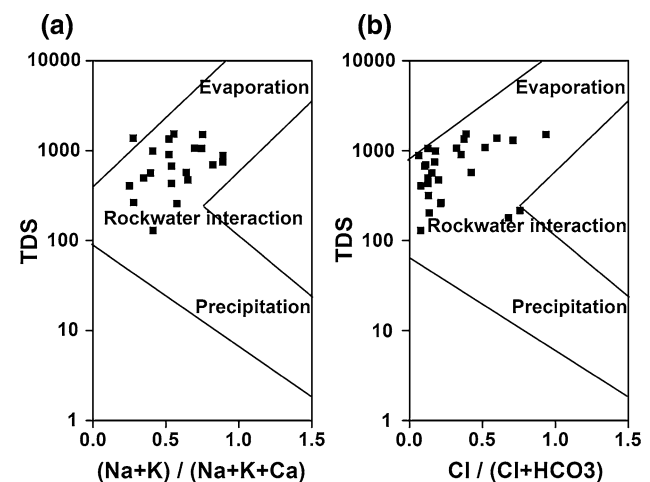 (a)
10000
1000
100
10
1
TDS
Evaporation
Rockwater interaction
Precipitation
0.0 0.5 1.0 1.5
(Na+K) / (Na+K+Ca)
(b)
10000
1000
100
10
1
TDS
Evaporation
Rockwater interaction
Precipitation
0.0 0.5 1.0 1.5
Cl / (Cl+HCO3)